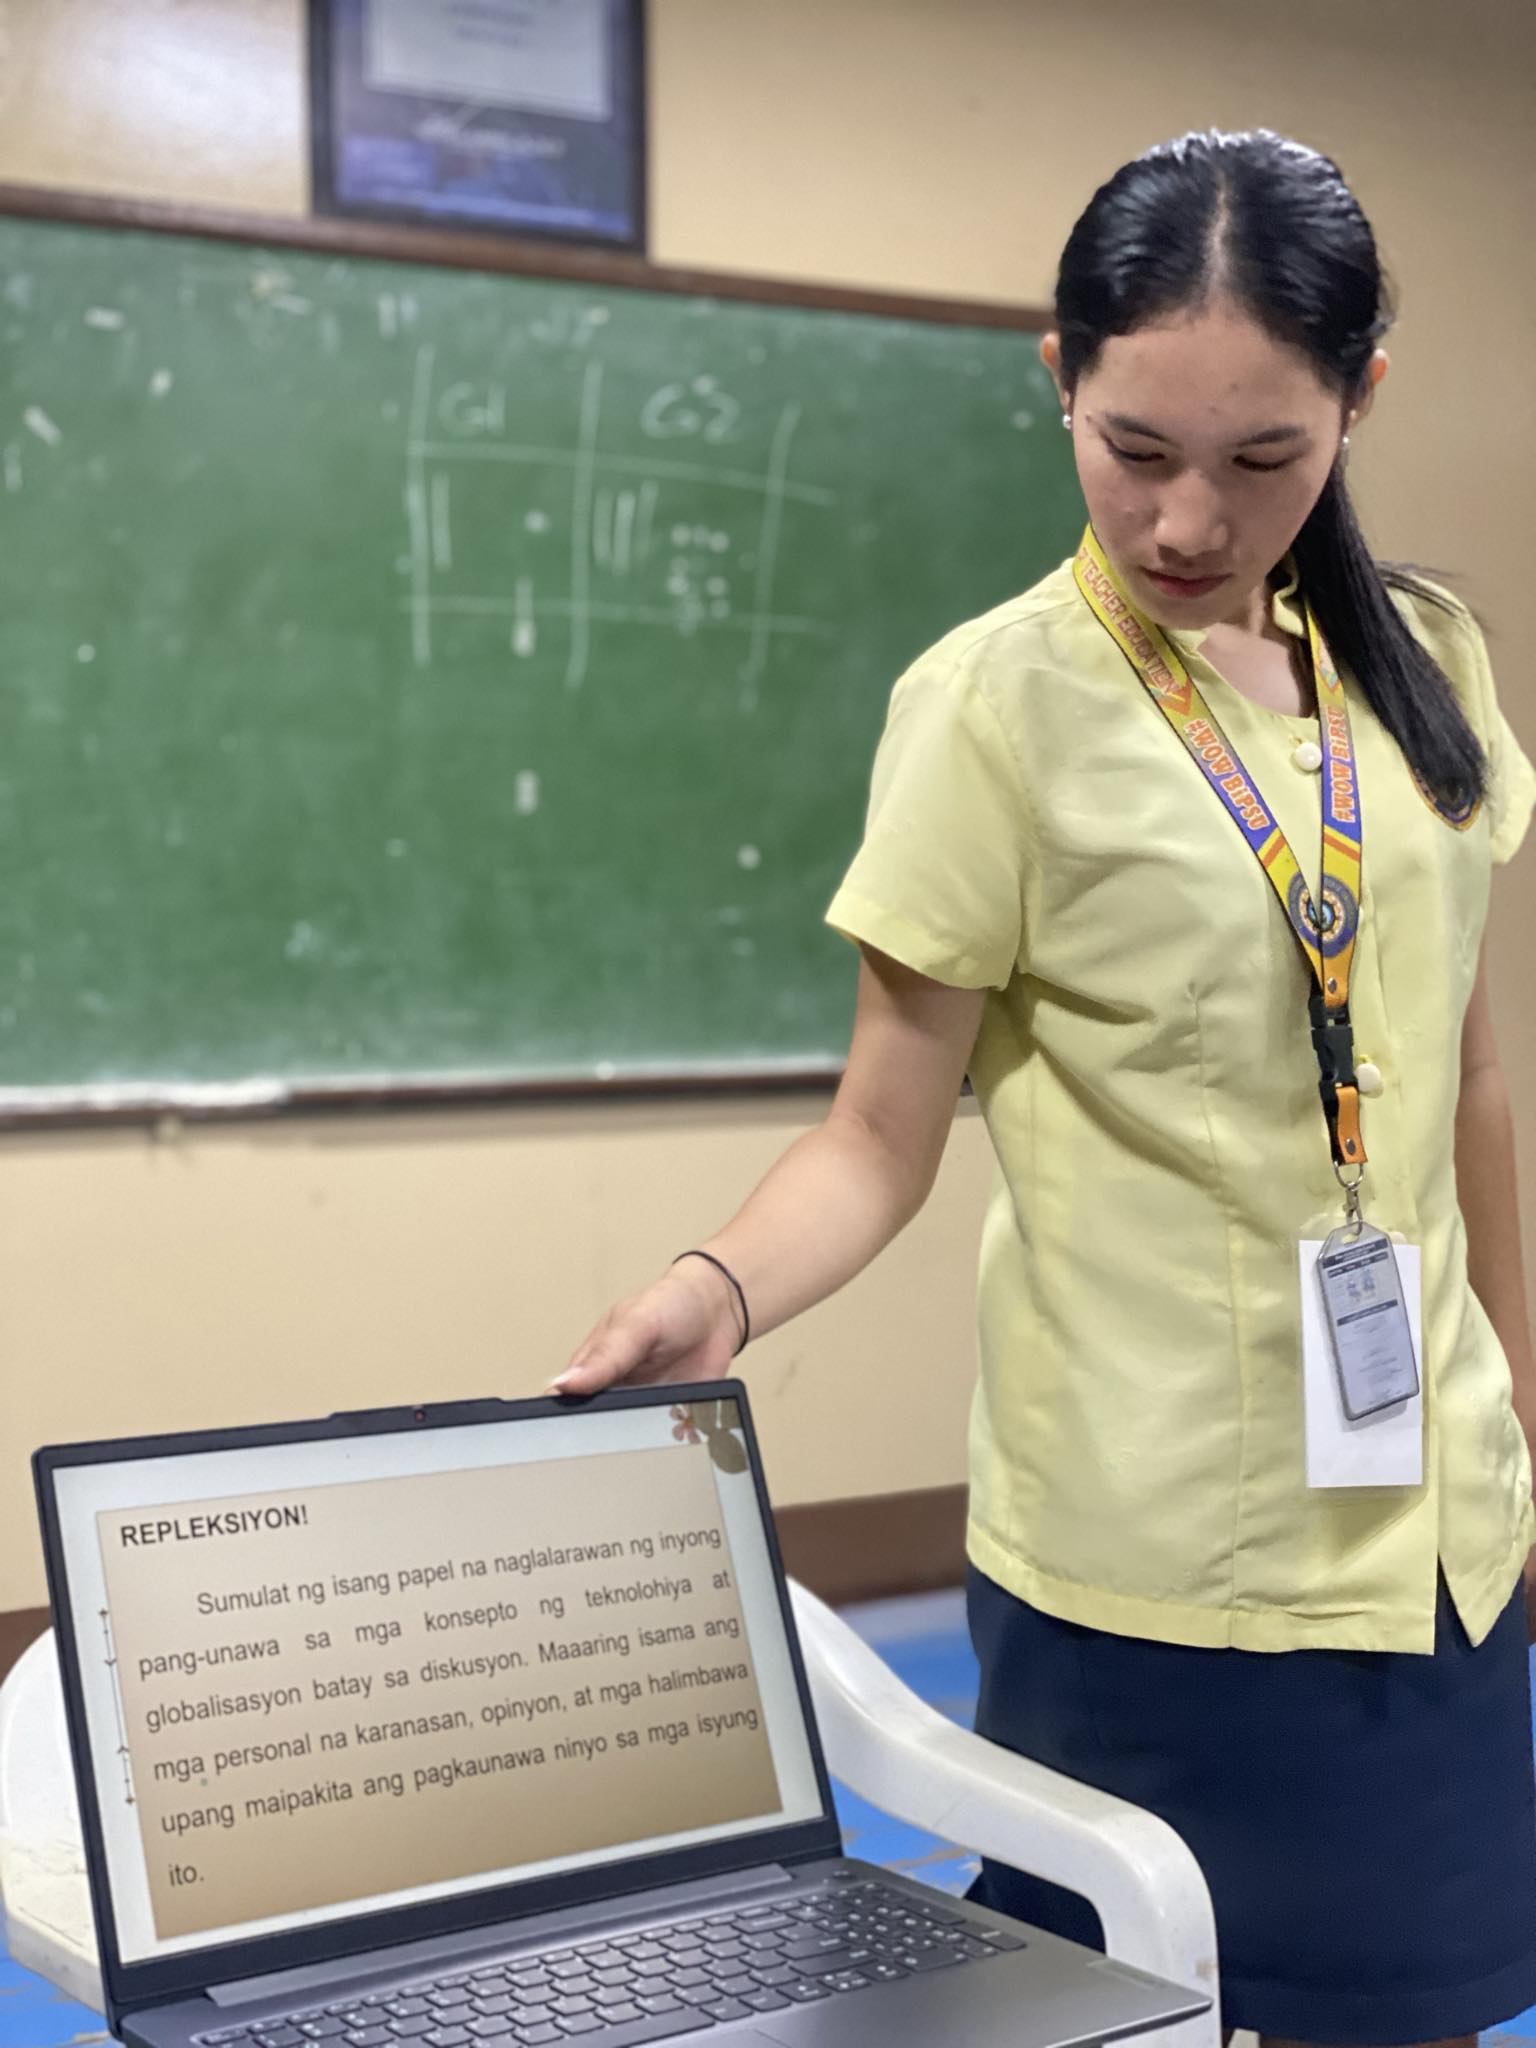 G1 G2
TEACHER EDUCATION
#WOW BiPSU
#WOW BiPSU
REPLEKSIYON!
Sumulat ng isang papel na naglalarawan ng inyong
pang-unawa sa mga konsepto ng teknolohiya at
globalisasyon batay sa diskusyon. Maaaring isama ang
mga personal na karanasan, opinyon, at mga halimbawa
upang maipakita ang pagkaunawa ninyo sa mga isyung
ito.